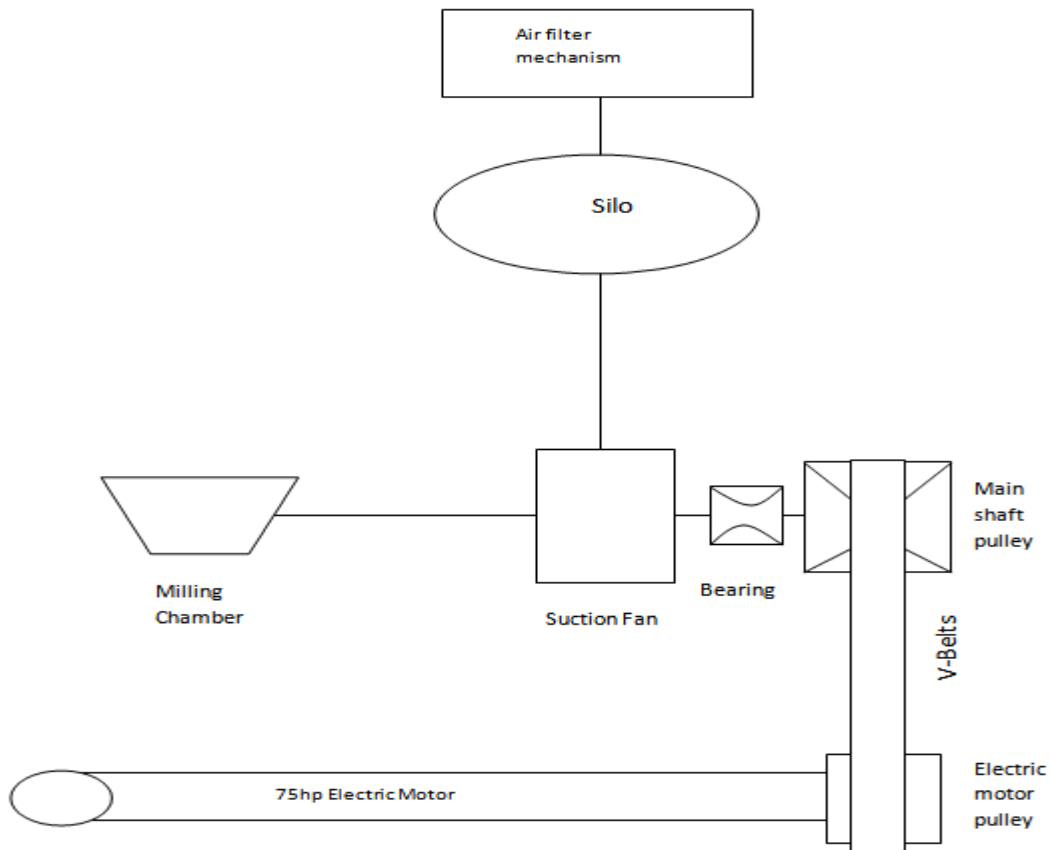 Air filter
mechanism
Silo
Main
shaft
pulley
Milling
Chamber
Bearing
Suction Fan
V-Belts
75hp Electric Motor
Electric
motor
pulley